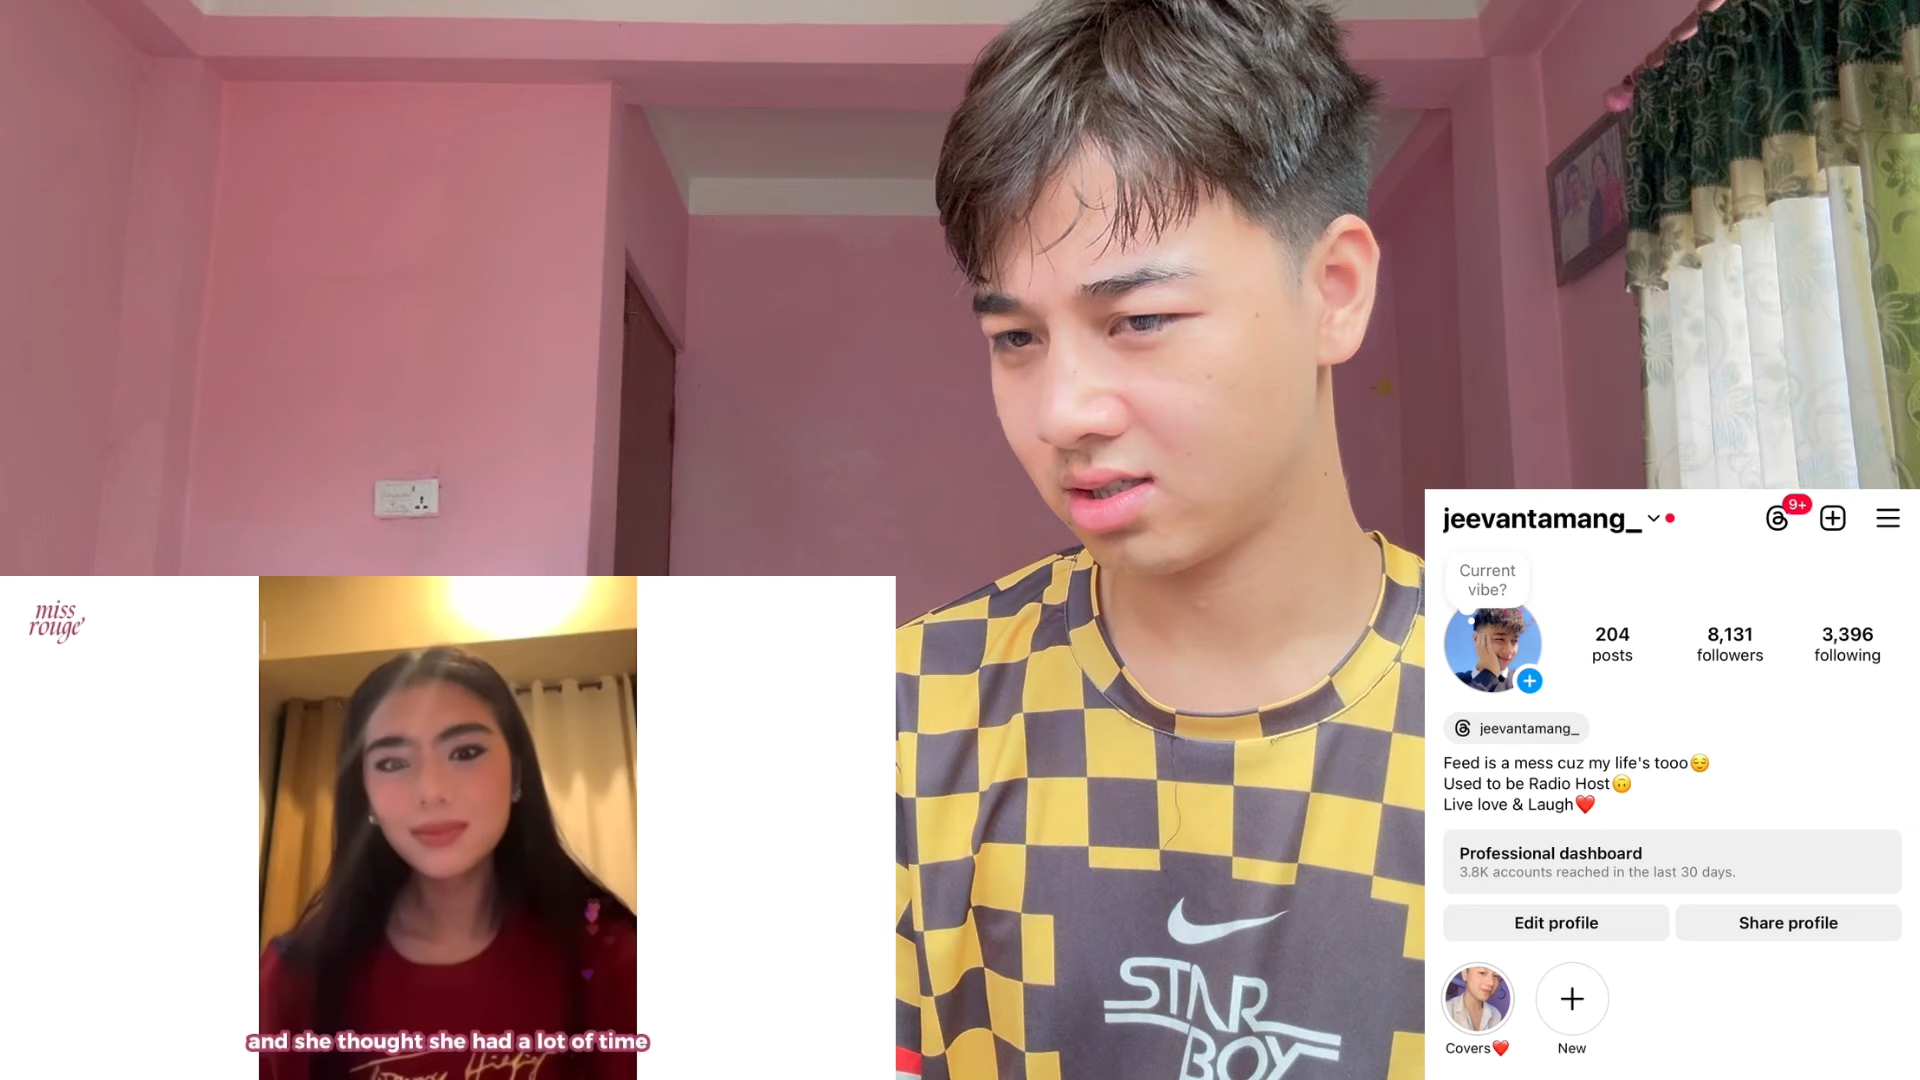 miss
rouge'
and she thought she had a lot of time
Tommy Hilfiger
STAR
BOY
jeevantamang_
9+
Current
vibe?
204
posts
8,131
followers
3,396
following
jeevantamang_
Feed is a mess cuz my life's tooo😌
Used to be Radio Host🙃
Live love & Laugh❤️
Professional dashboard
3.8K accounts reached in the last 30 days.
Edit profile
Share profile
Covers❤️
New